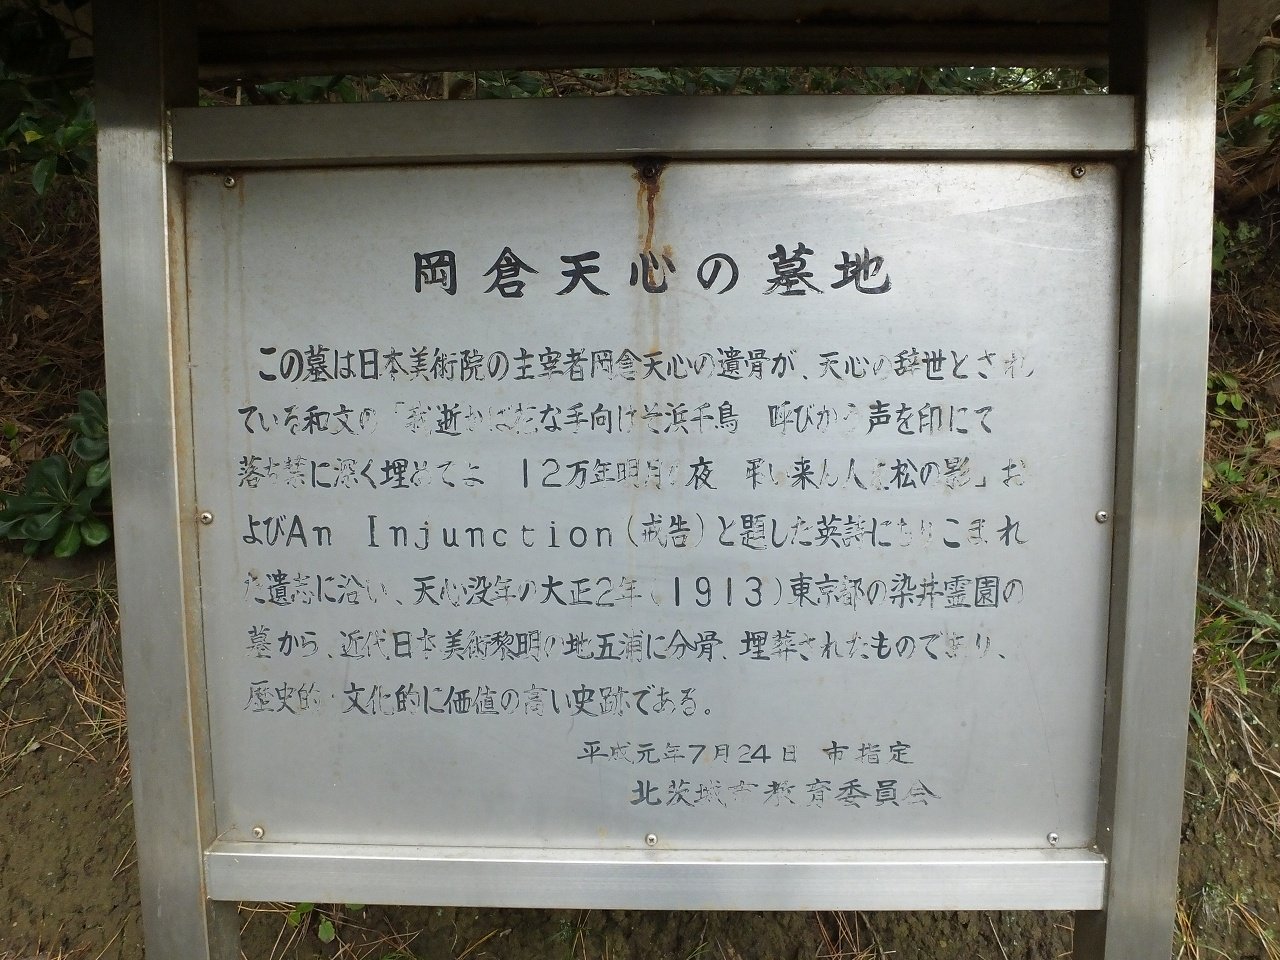 岡倉天心の墓地
この墓は日本美術院の主宰者岡倉天心の遺骨が、天心の辞世とされ
ている和文の「我逝かば花な手向けそ浜千鳥　呼びかう声を印にて
落ち葉に深く埋めてよ　12万年明月の夜　弔い来ん人を松の影」お
よびAn Injunction(戒告)と題した英詩にもりこまれ
た遺志に沿い、天心没年の大正2年(1913)東京都の染井霊園の
墓から、近代日本美術黎明の地五浦に分骨、埋葬されたものであり、
歴史的・文化的に価値の高い史跡である。
平成元年7月24日　市指定
北茨城市教育委員会